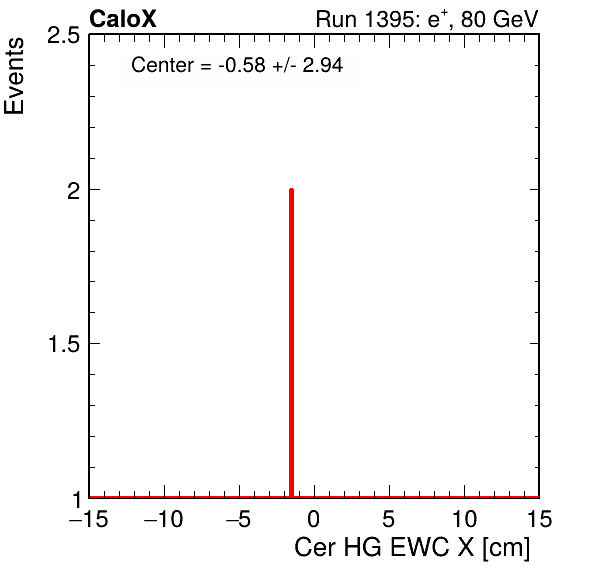 CaloX
Run 1395: e+, 80 GeV
Events
Center = -0.58 +/- 2.94
2.5
2
1.5
1
−15 −10 −5 0 5 10 15
Cer HG EWC X [cm]